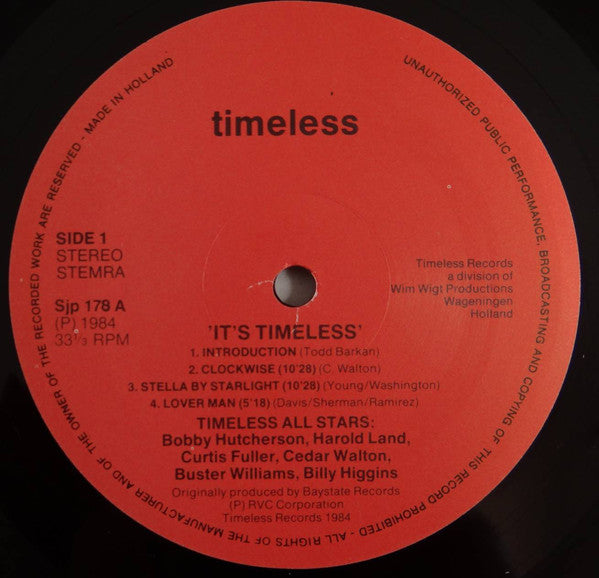 timeless
SIDE 1
STEREO
STEMRA
Sjp 178 A
(P) 1984
33⅓ RPM
Timeless Records
a division of
Wim Wigt Productions
Wageningen
Holland
'IT'S TIMELESS'
1. INTRODUCTION (Todd Barkan)
2. CLOCKWISE (10'28) (C. Walton)
3. STELLA BY STARLIGHT (10'28) (Young/Washington)
4. LOVER MAN (5'18) (Davis/Sherman/Ramirez)
TIMELESS ALL STARS:
Bobby Hutcherson, Harold Land,
Curtis Fuller, Cedar Walton,
Buster Williams, Billy Higgins
Originally produced by Baystate Records
(P) RVC Corporation
Timeless Records 1984
UNAUTHORIZED PUBLIC PERFORMANCE, BROADCASTING AND COPYING OF THIS RECORD PROHIBITED - ALL RIGHTS OF THE MANUFACTURER AND OF THE OWNER OF THE RECORDED WORK ARE RESERVED - MADE IN HOLLAND